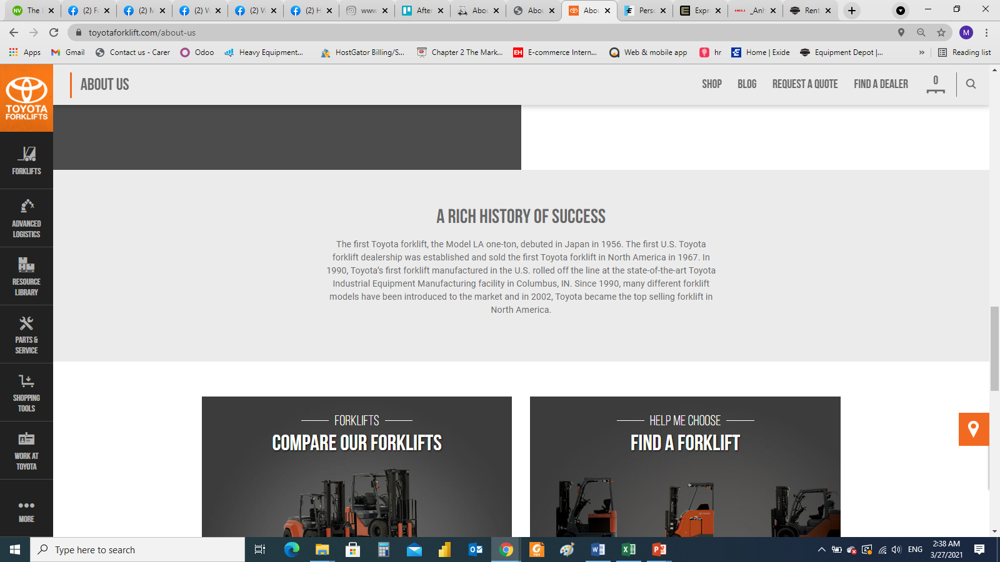 The
(2) Fa
(2) M
(2) W
(2) W
(2) H
www
After
Abou
Abou
Abou
Perso
Expr
_Anh
Rent
toyotaforklift.com/about-us
M
Apps
Gmail
Contact us - Carer
Odoo
Heavy Equipment...
HostGator Billing/S...
Chapter 2 The Mark...
E-commerce Intern...
Web & mobile app
hr
Home | Exide
Equipment Depot |...
»
Reading list
TOYOTA
FORKLIFTS
ABOUT US
SHOP
BLOG
REQUEST A QUOTE
FIND A DEALER
0
FORKLIFTS
ADVANCED
LOGISTICS
RESOURCE
LIBRARY
PARTS &
SERVICE
SHOPPING
TOOLS
WORK AT
TOYOTA
MORE
A RICH HISTORY OF SUCCESS
The first Toyota forklift, the Model LA one-ton, debuted in Japan in 1956. The first U.S. Toyota
forklift dealership was established and sold the first Toyota forklift in North America in 1967. In
1990, Toyota's first forklift manufactured in the U.S. rolled off the line at the state-of-the-art Toyota
Industrial Equipment Manufacturing facility in Columbus, IN. Since 1990, many different forklift
models have been introduced to the market and in 2002, Toyota became the top selling forklift in
North America.
FORKLIFTS
COMPARE OUR FORKLIFTS
HELP ME CHOOSE
FIND A FORKLIFT
Type here to search
ENG
2:38 AM
3/27/2021